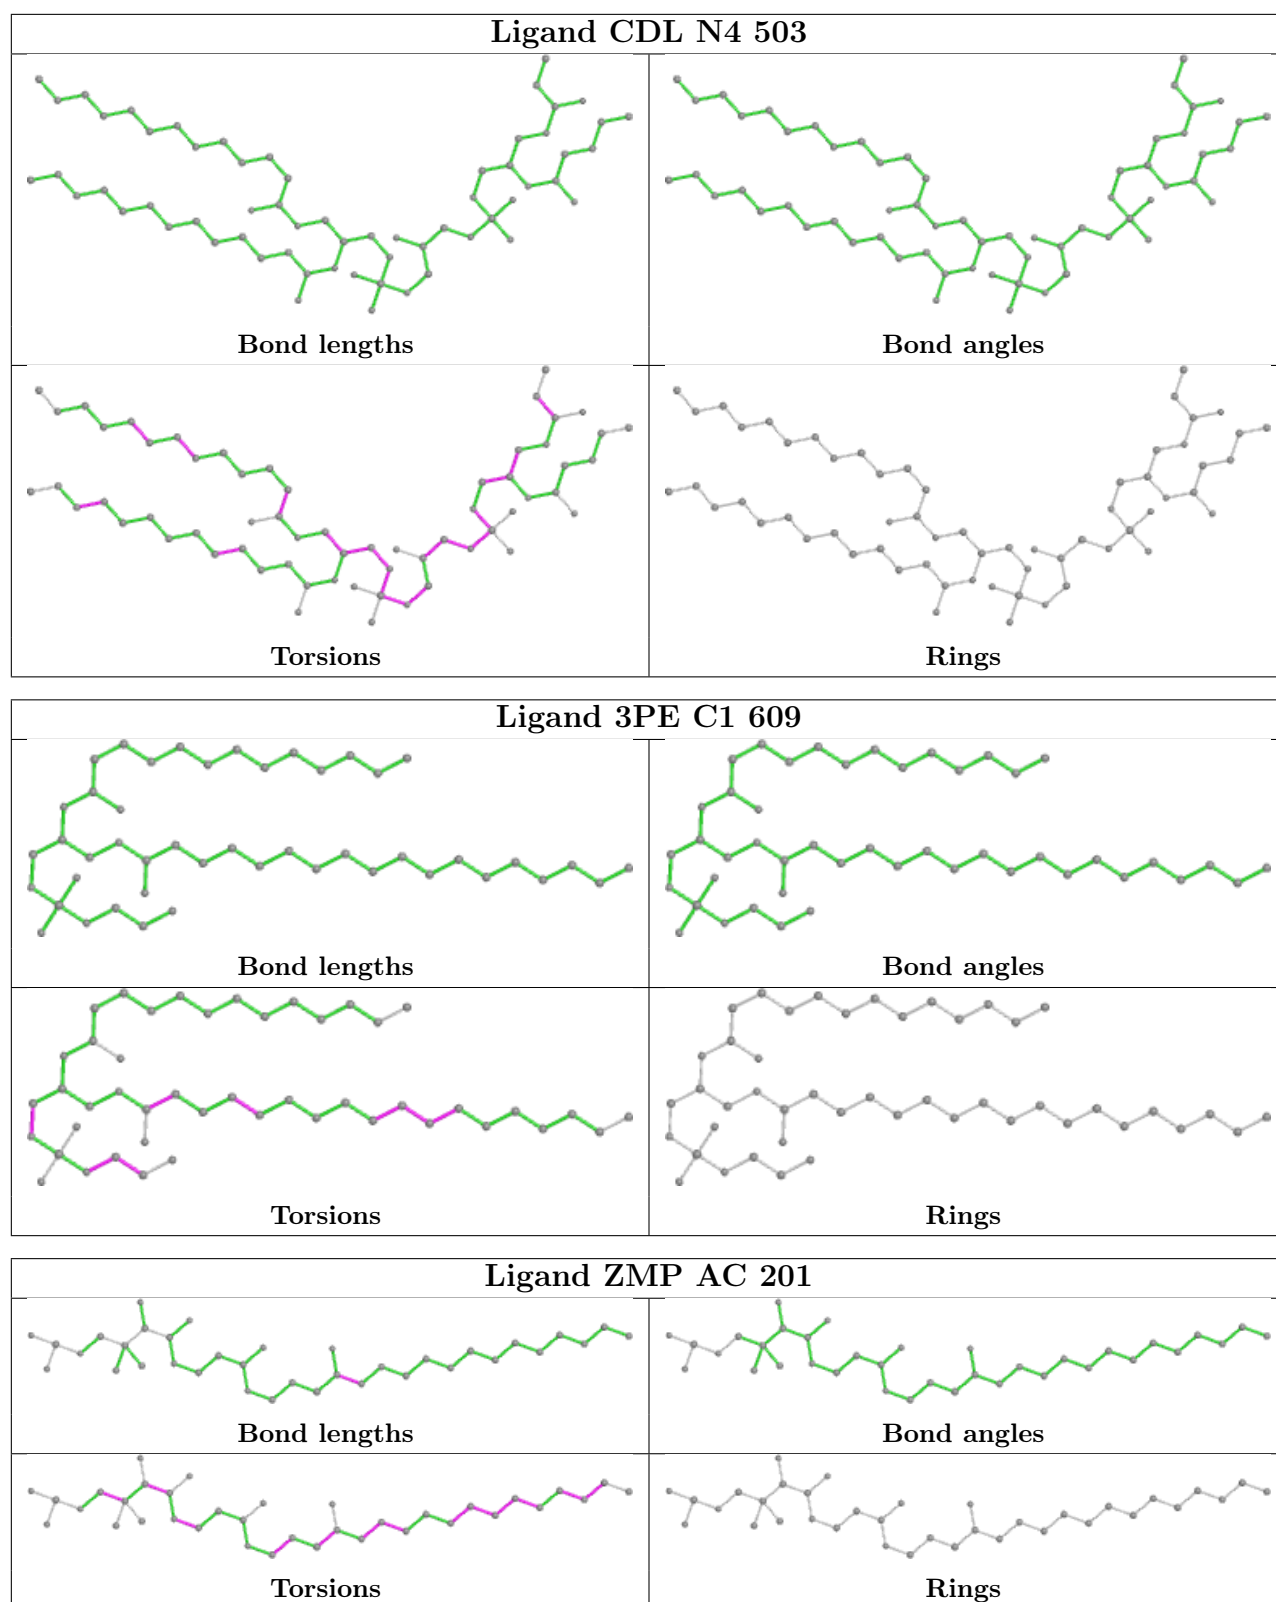 Ligand CDL N4 503
Bond lengths
Bond angles
Torsions
Rings
Ligand 3PE C1 609
Bond lengths
Bond angles
Torsions
Rings
Ligand ZMP AC 201
Bond lengths
Bond angles
Torsions
Rings